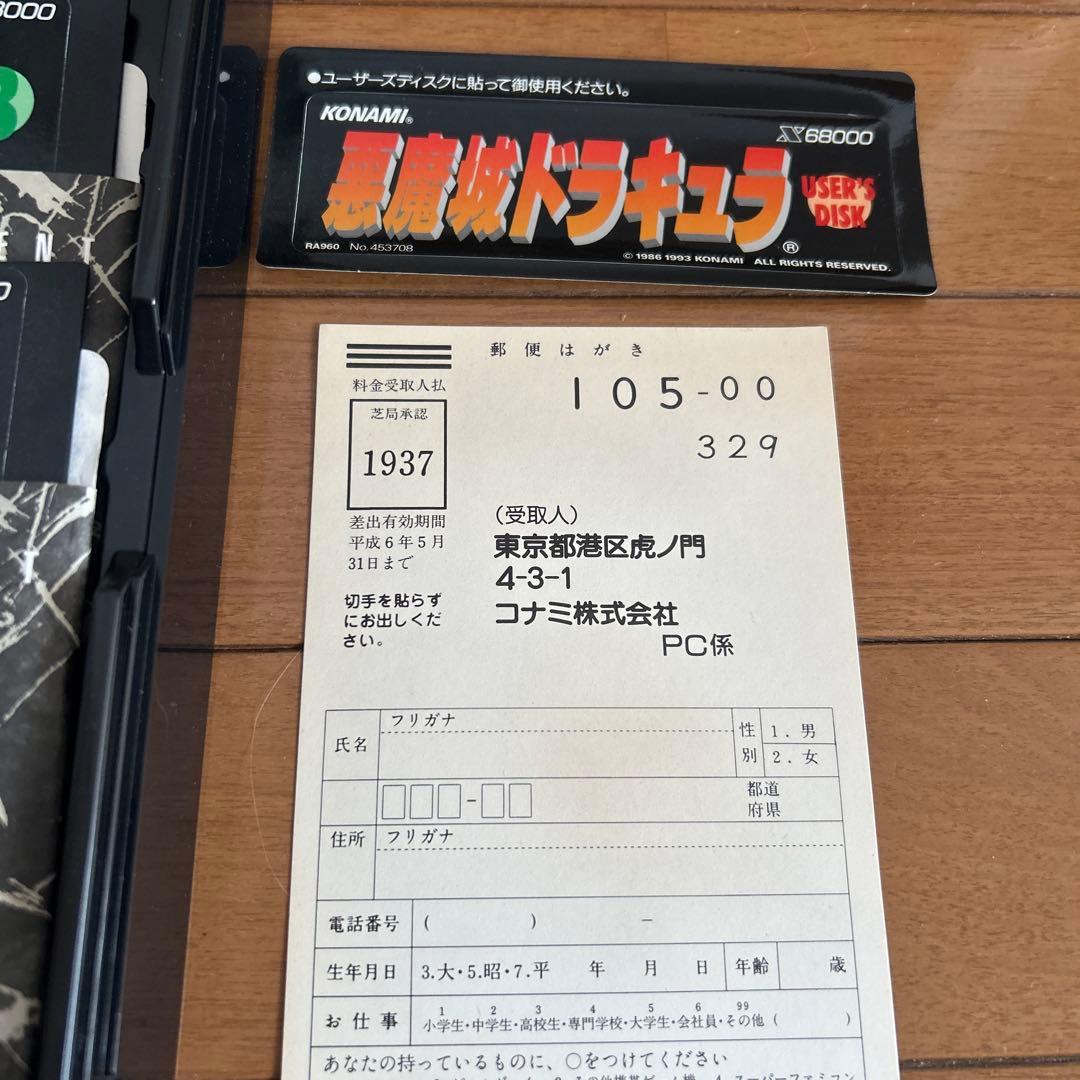 68000
●ユーザーズディスクに貼って御使用ください。
KONAMI®
X68000
悪魔城ドラキュラ®
USER'S
DISK
RA960 No.453708
© 1986 1993 KONAMI ALL RIGHTS RESERVED.
郵便はがき
料金受取人払
芝局承認
1937
差出有効期間
平成6年5月
31日まで
切手を貼らず
にお出しくだ
さい。
105-00
329
(受取人)
東京都港区虎ノ門
4-3-1
コナミ株式会社
PC係
氏名
フリガナ
性別
1.男
2.女
-
都道
府県
住所
フリガナ
電話番号 ( ) -
生年月日 3.大・5.昭・7.平 年 月 日 年齢 歳
1 2 3 4 5 6 99
お仕事 小学生・中学生・高校生・専門学校・大学生・会社員・その他 ( )
あなたの持っているものに、○をつけてください